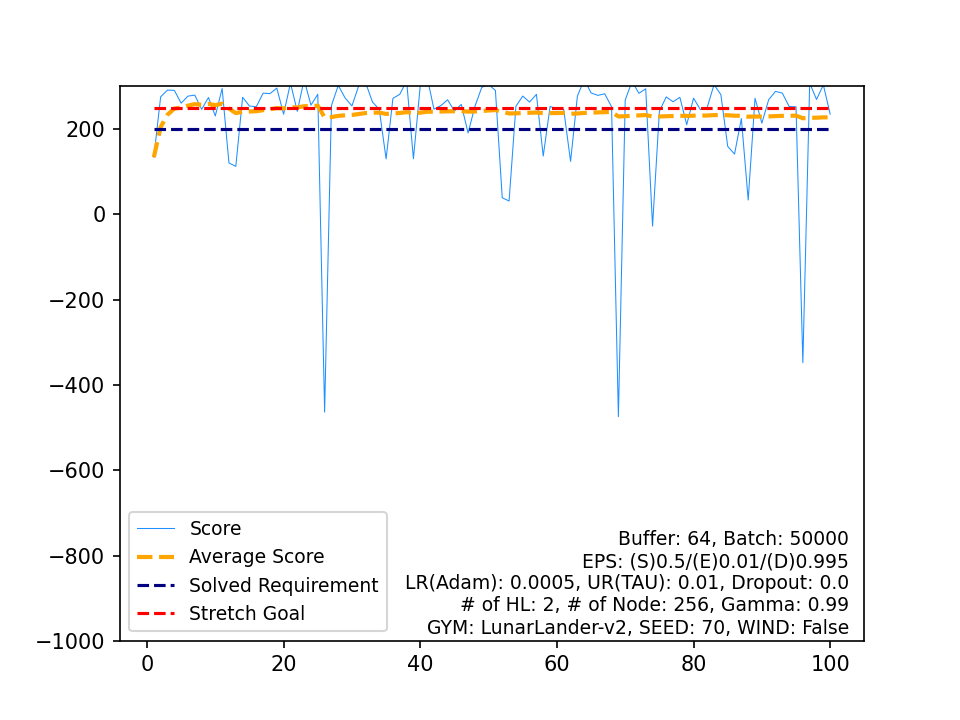 200
0
−200
−400
−600
−800
−1000
0
20
40
60
80
100
Score
Average Score
Solved Requirement
Stretch Goal
Buffer: 64, Batch: 50000
EPS: (S)0.5/(E)0.01/(D)0.995
LR(Adam): 0.0005, UR(TAU): 0.01, Dropout: 0.0
# of HL: 2, # of Node: 256, Gamma: 0.99
GYM: LunarLander-v2, SEED: 70, WIND: False